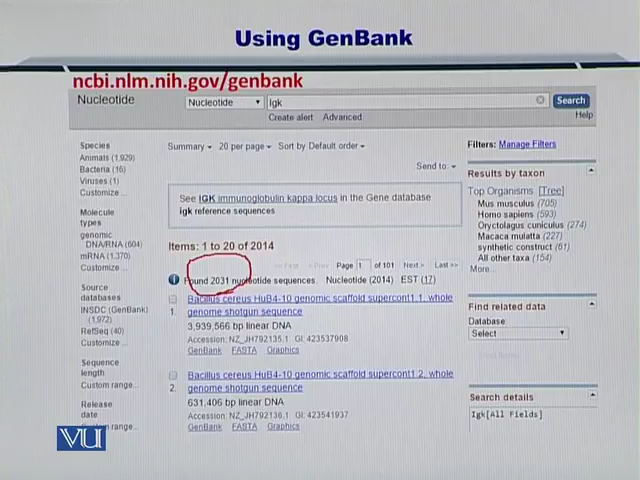 Using GenBank
ncbi.nlm.nih.gov/genbank
Nucleotide
Nucleotide
Igk
Search
Create alert Advanced
Help
Species
Animals (1,929)
Bacteria (16)
Viruses (1)
Customize ...
Molecule
types
genomic
DNA/RNA (604)
mRNA (1,370)
Customize ...
Source
databases
INSDC (GenBank)
(1,972)
RefSeq (40)
Customize ...
Sequence
length
Custom range...
Release
date
range...
Summary 20 per page Sort by Default order
Send to:
See IGK immunoglobulin kappa locus in the Gene database
igk reference sequences
Items: 1 to 20 of 2014
<< First < Prev Page 1 of 101 Next > Last >>
Found 2031 nucleotide sequences. Nucleotide (2014) EST (17)
Bacillus cereus HuB4-10 genomic scaffold supercont1.1, whole
1. genome shotgun sequence
3,939,566 bp linear DNA
Accession: NZ_JH792135.1 GI: 423537908
GenBank FASTA Graphics
Bacillus cereus HuB4-10 genomic scaffold supercont1.2, whole
2. genome shotgun sequence
631,406 bp linear DNA
Accession: NZ_JH792136.1 GI: 423541937
GenBank FASTA Graphics
Filters: Manage Filters
Results by taxon
Top Organisms [Tree]
Mus musculus (705)
Homo sapiens (593)
Oryctolagus cuniculus (274)
Macaca mulatta (227)
synthetic construct (61)
All other taxa (154)
More...
Find related data
Database:
Select
Find items
Search details
Igk[All Fields]
VU